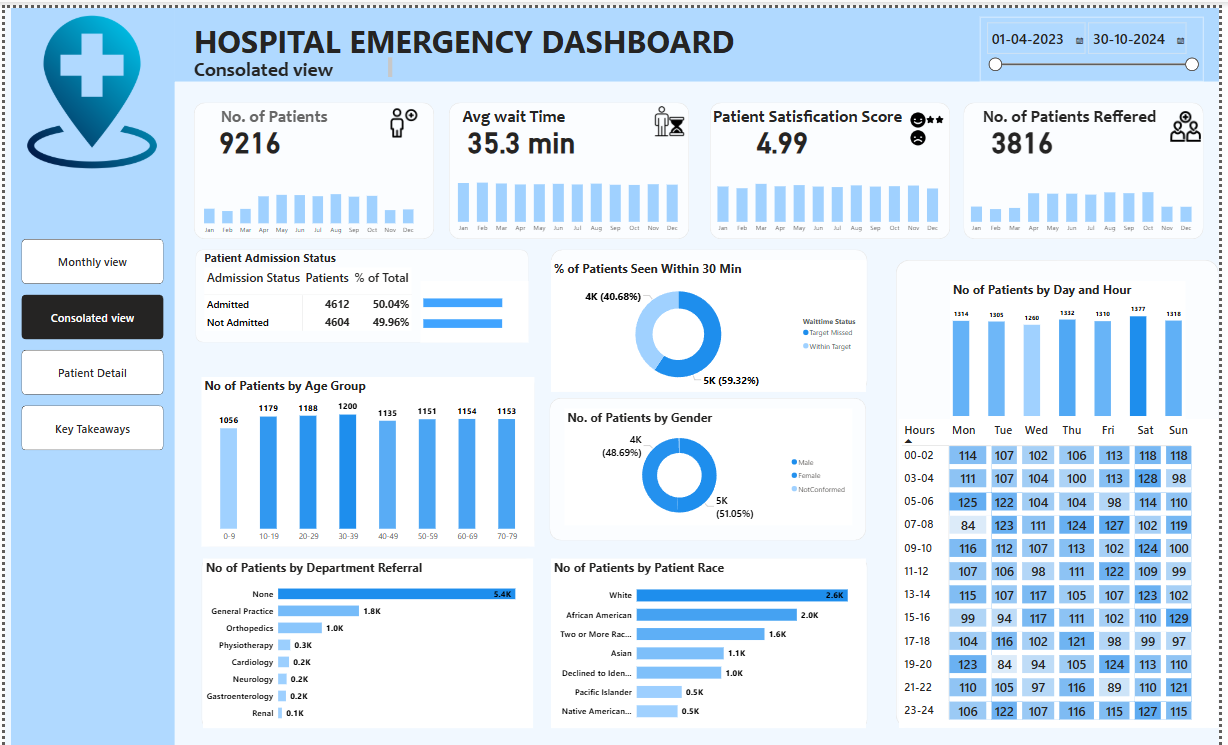 HOSPITAL EMERGENCY DASHBOARD
Consolated view
01-04-2023 30-10-2024
Monthly view
Consolated view
Patient Detail
Key Takeaways
No. of Patients
9216
Jan Feb Mar Apr May Jun Jul Aug Sep Oct Nov Dec
Avg wait Time
35.3 min
Jan Feb Mar Apr May Jun Jul Aug Sep Oct Nov Dec
Patient Satisfication Score
4.99
Jan Feb Mar Apr May Jun Jul Aug Sep Oct Nov Dec
No. of Patients Reffered
3816
Jan Feb Mar Apr May Jun Jul Aug Sep Oct Nov Dec
Patient Admission Status
Admission Status Patients % of Total
Admitted 4612 50.04%
Not Admitted 4604 49.96%
% of Patients Seen Within 30 Min
4K (40.68%)
5K (59.32%)
Waittime Status
Target Missed
Within Target
No of Patients by Age Group
1056 1179 1188 1200 1135 1151 1154 1153
0-9 10-19 20-29 30-39 40-49 50-59 60-69 70-79
No. of Patients by Gender
4K
(48.69%)
5K
(51.05%)
Male
Female
NotConformed
No of Patients by Department Referral
None 5.4K
General Practice 1.8K
Orthopedics 1.0K
Physiotherapy 0.3K
Cardiology 0.2K
Neurology 0.2K
Gastroenterology 0.2K
Renal 0.1K
No of Patients by Patient Race
White 2.6K
African American 2.0K
Two or More Rac... 1.6K
Asian 1.1K
Declined to Iden... 1.0K
Pacific Islander 0.5K
Native American... 0.5K
No of Patients by Day and Hour
1314 1305 1260 1332 1310 1377 1318
Hours Mon Tue Wed Thu Fri Sat Sun
00-02 114 107 102 106 113 118 118
03-04 111 107 104 100 113 128 98
05-06 125 122 104 104 98 114 110
07-08 84 123 111 124 127 102 119
09-10 116 112 107 113 102 124 100
11-12 107 106 98 111 122 109 99
13-14 115 107 117 105 107 123 102
15-16 99 94 117 111 102 110 129
17-18 104 116 102 121 98 99 97
19-20 123 84 94 105 124 113 110
21-22 110 105 97 116 89 110 121
23-24 106 122 107 116 115 127 115